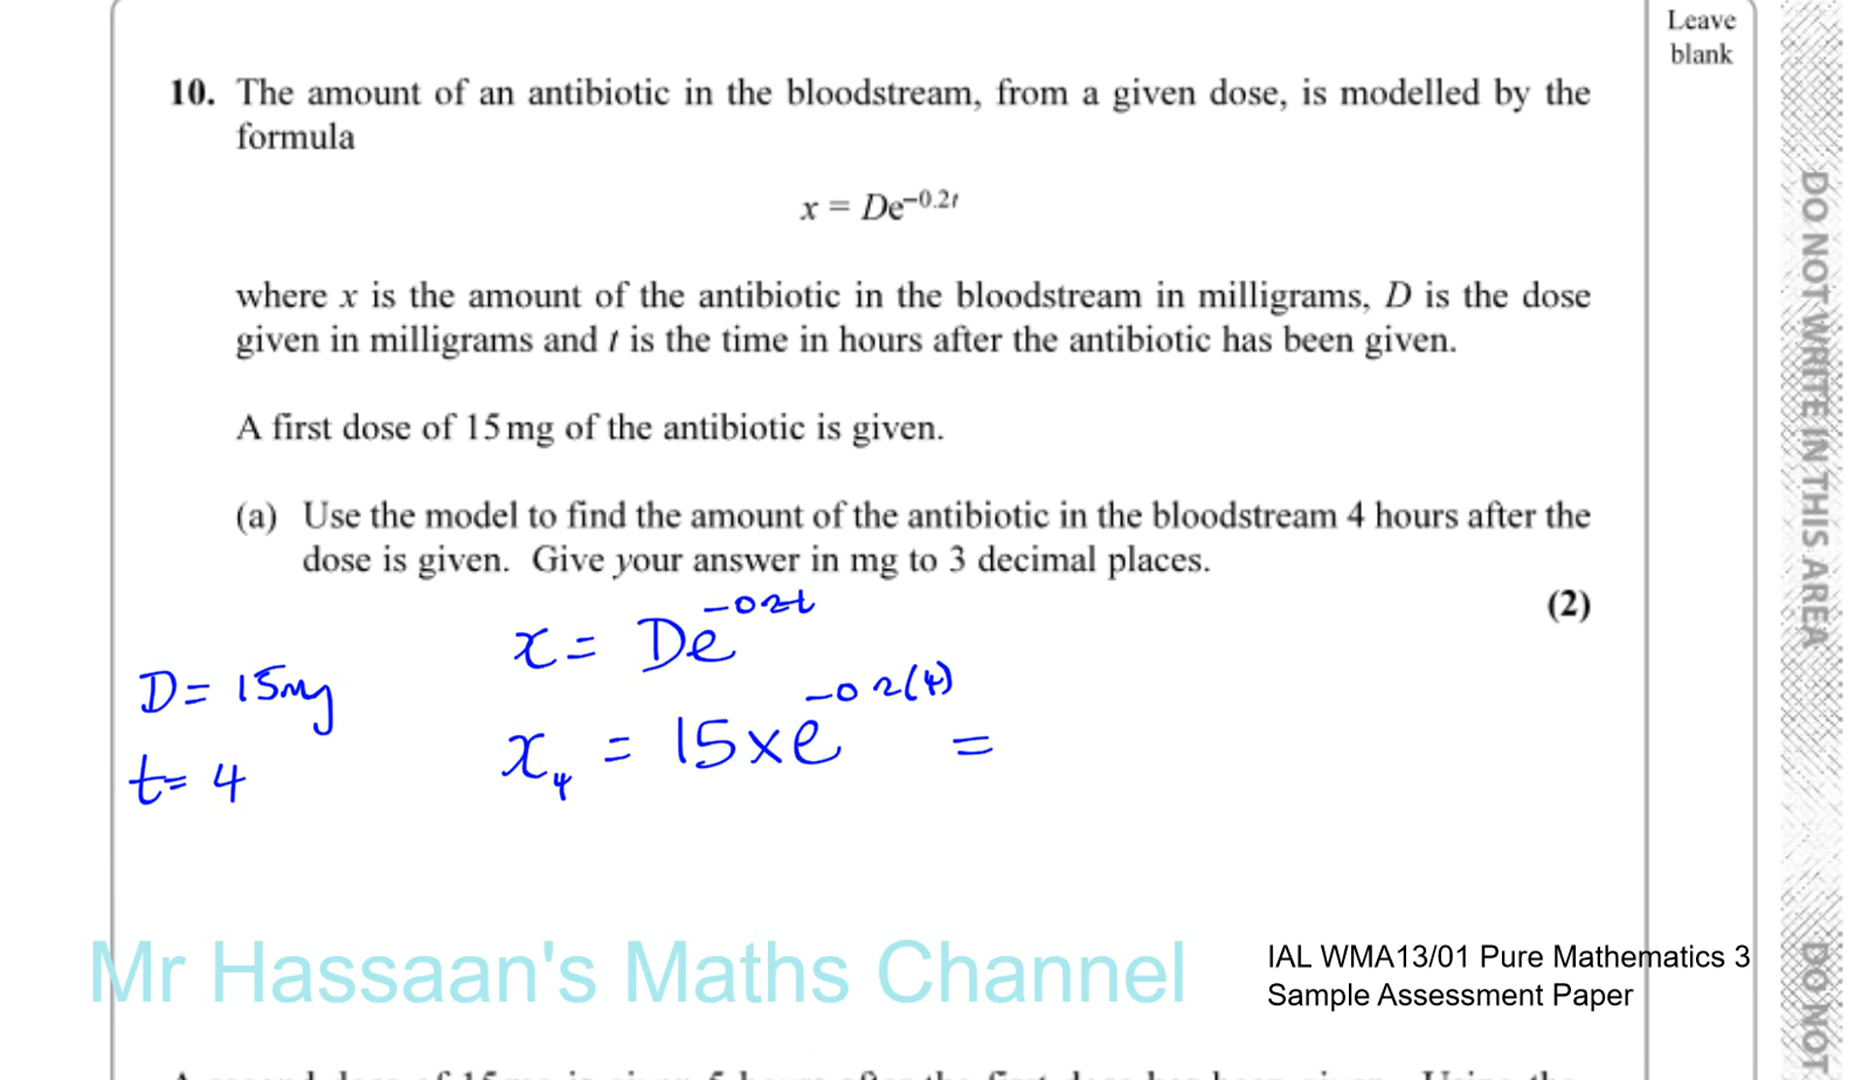 Leave
blank
10. The amount of an antibiotic in the bloodstream, from a given dose, is modelled by the
formula
x = De^{-0.2t}
where x is the amount of the antibiotic in the bloodstream in milligrams, D is the dose
given in milligrams and t is the time in hours after the antibiotic has been given.
A first dose of 15 mg of the antibiotic is given.
(a) Use the model to find the amount of the antibiotic in the bloodstream 4 hours after the
dose is given. Give your answer in mg to 3 decimal places.
(2)
x = De^{-0.2t}
D = 15mg
x₄ = 15×e^{-0.2(4)} =
t = 4
Mr Hassaan's Maths Channel
IAL WMA13/01 Pure Mathematics 3
Sample Assessment Paper
DO NOT WRITE IN THIS AREA
DO NOT